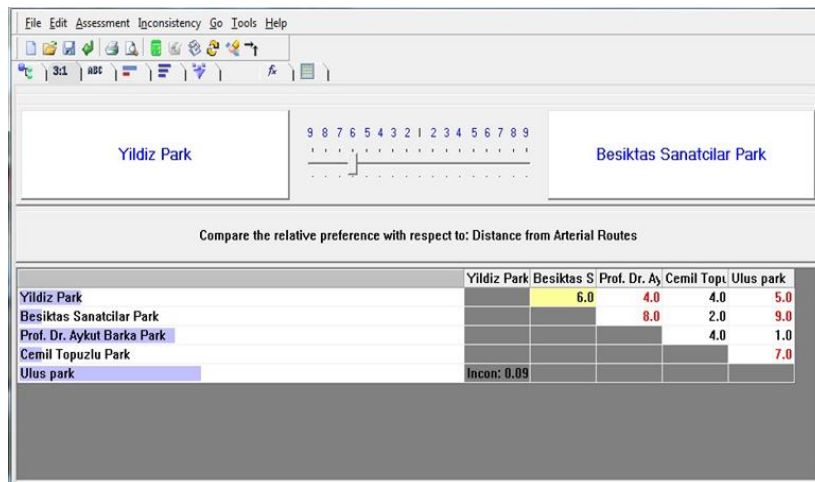 File Edit Assessment Inconsistency Go Tools Help
3:1 ABC fx
9 8 7 6 5 4 3 2 1 2 3 4 5 6 7 8 9
Yildiz Park Besiktas Sanatcilar Park
Compare the relative preference with respect to: Distance from Arterial Routes
Yildiz Park Besiktas S Prof. Dr. Ay Cemil Topu Ulus park
Yildiz Park 6.0 4.0 4.0 5.0
Besiktas Sanatcilar Park 8.0 2.0 9.0
Prof. Dr. Aykut Barka Park 4.0 1.0
Cemil Topuzlu Park 7.0
Ulus park Incon: 0.09